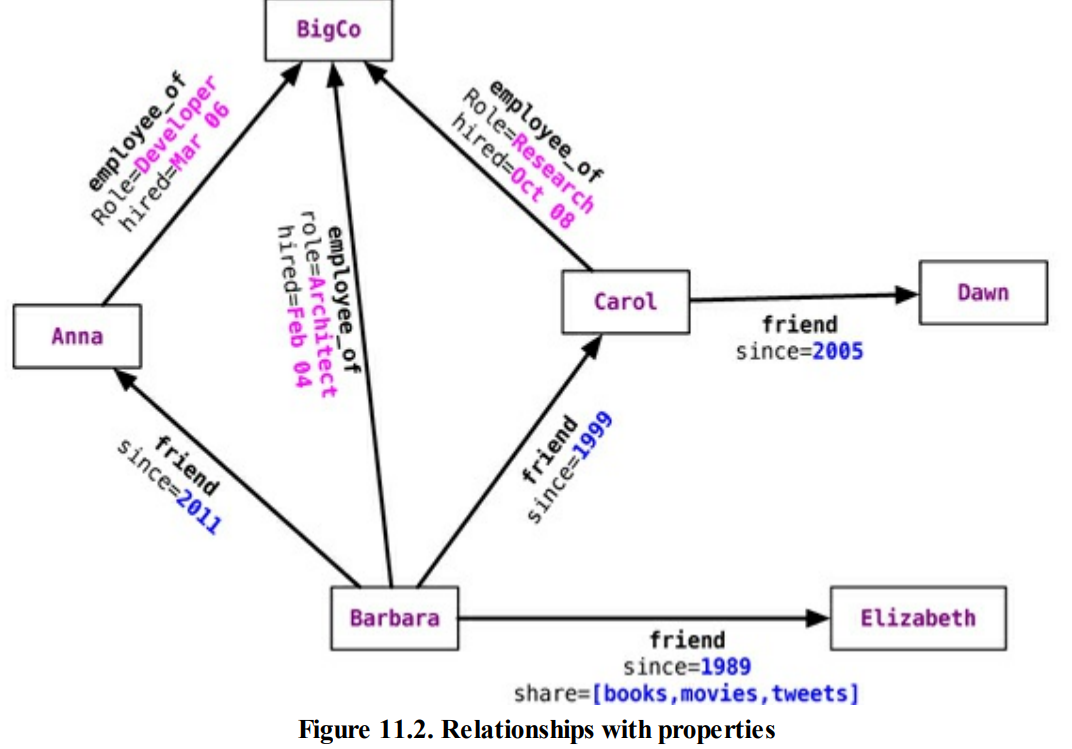 BigCo
employee_of
Role=Developer
hired=Mar 06
employee_of
Role=Research
hired=Oct 08
employee_of
role=Architect
hired=Feb 04
Anna
Carol
Dawn
friend
since=2005
friend
since=2011
friend
since=1999
Barbara
Elizabeth
friend
since=1989
share=[books,movies,tweets]
Figure 11.2. Relationships with properties